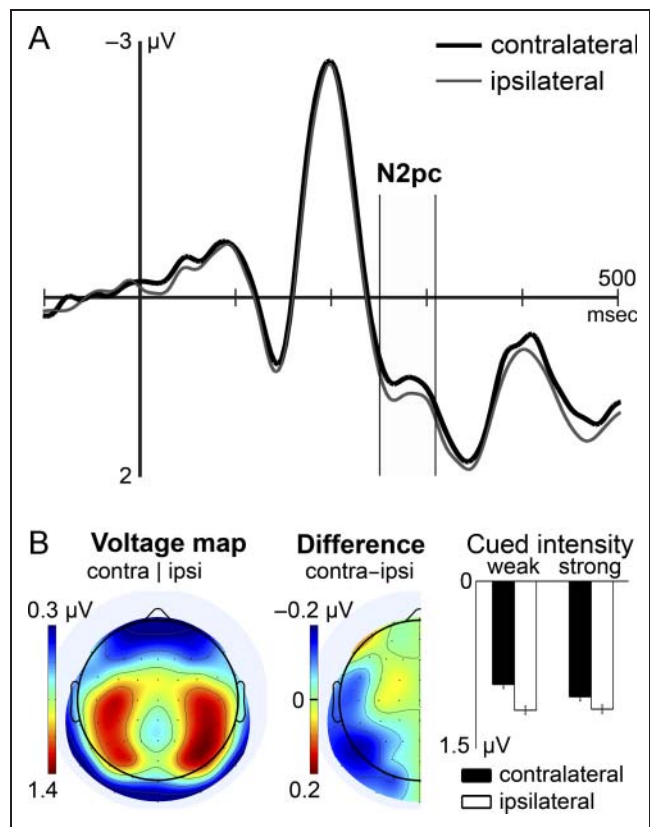 A
–3 µV
contralateral
ipsilateral
N2pc
500
msec
2
B Voltage map Difference Cued intensity
contra | ipsi contra–ipsi weak strong
0.3 µV –0.2 µV 0
0
1.4 0.2 1.5 µV
contralateral
ipsilateral